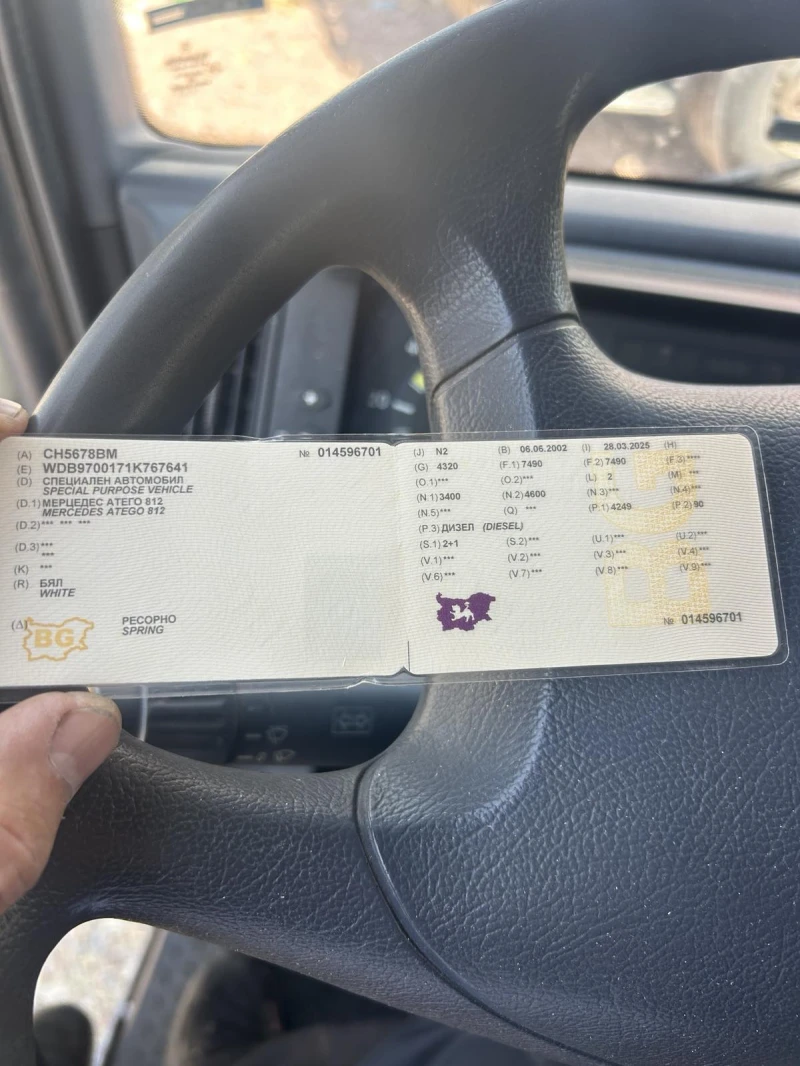 (A) CH5678BM № 014596701
(E) WDB9700171K767641
(D) СПЕЦИАЛЕН АВТОМОБИЛ
SPECIAL PURPOSE VEHICLE
(D.1) МЕРЦЕДЕС АТЕГО 812
MERCEDES ATEGO 812
(D.2)*** *** ***
(D.3)***
***
(K) ***
(R) БЯЛ
WHITE
(Δ) РЕСОРНО
SPRING
BG
(J) N2 (B) 06.06.2002 (I) 28.03.2025 (H)
(G) 4320 (F.1) 7490 (F.2) 7490 (F.3)****
(O.1)*** (O.2)*** (L) 2 (M) ***
(N.1)3400 (N.2) 4600 (N.3)*** (N.4)***
(N.5)*** (Q) *** (P.1) 4249 (P.2) 90
(P.3) ДИЗЕЛ (DIESEL)
(S.1) 2+1 (S.2)*** (U.1)*** (U.2)***
(V.1)*** (V.2)*** (V.3)*** (V.4)***
(V.6)*** (V.7)*** (V.8)*** (V.9)***
BG
№ 014596701